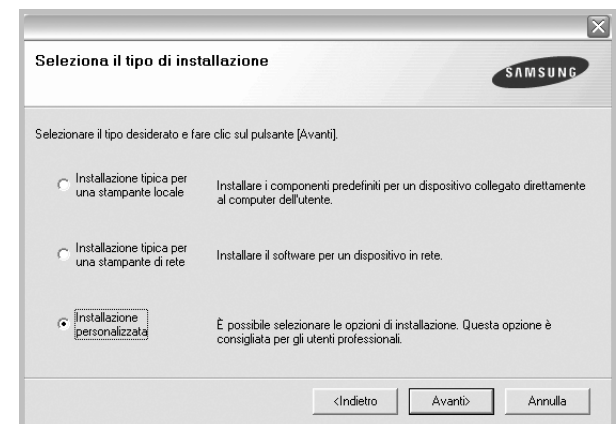 Seleziona il tipo di installazione
SAMSUNG
Selezionare il tipo desiderato e fare clic sul pulsante [Avanti].
Installazione tipica per
una stampante locale
Installare i componenti predefiniti per un dispositivo collegato direttamente
al computer dell'utente.
Installazione tipica per
una stampante di rete
Installare il software per un dispositivo in rete.
Installazione
personalizzata
È possibile selezionare le opzioni di installazione. Questa opzione è
consigliata per gli utenti professionali.
<Indietro
Avanti>
Annulla